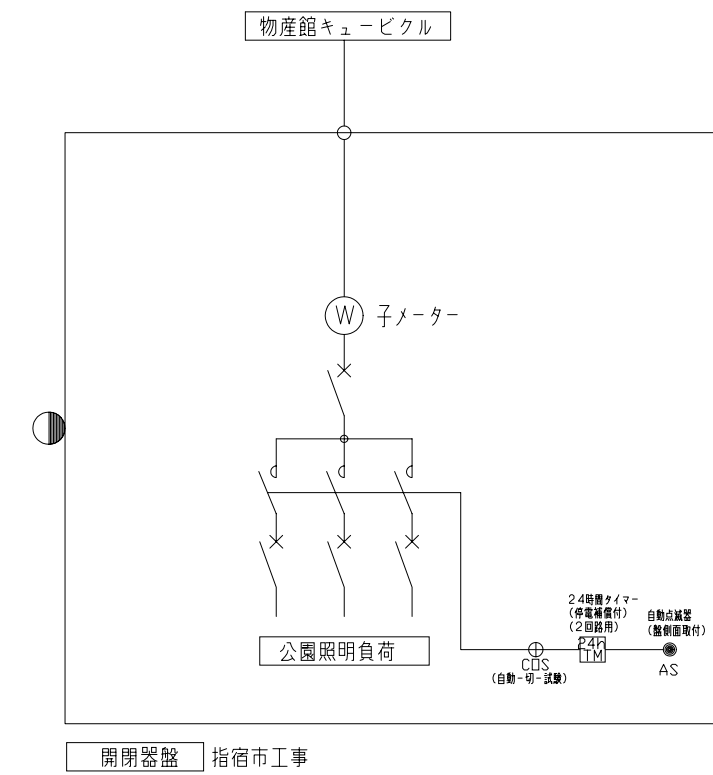 物産館キュービクル
W 子メーター
24時間タイマー
(停電補償付)
(2回路用)
自動点滅器
(盤側面取付)
24h
TM
COS
(自動-切-試験)
AS
公園照明負荷
開閉器盤 指宿市工事